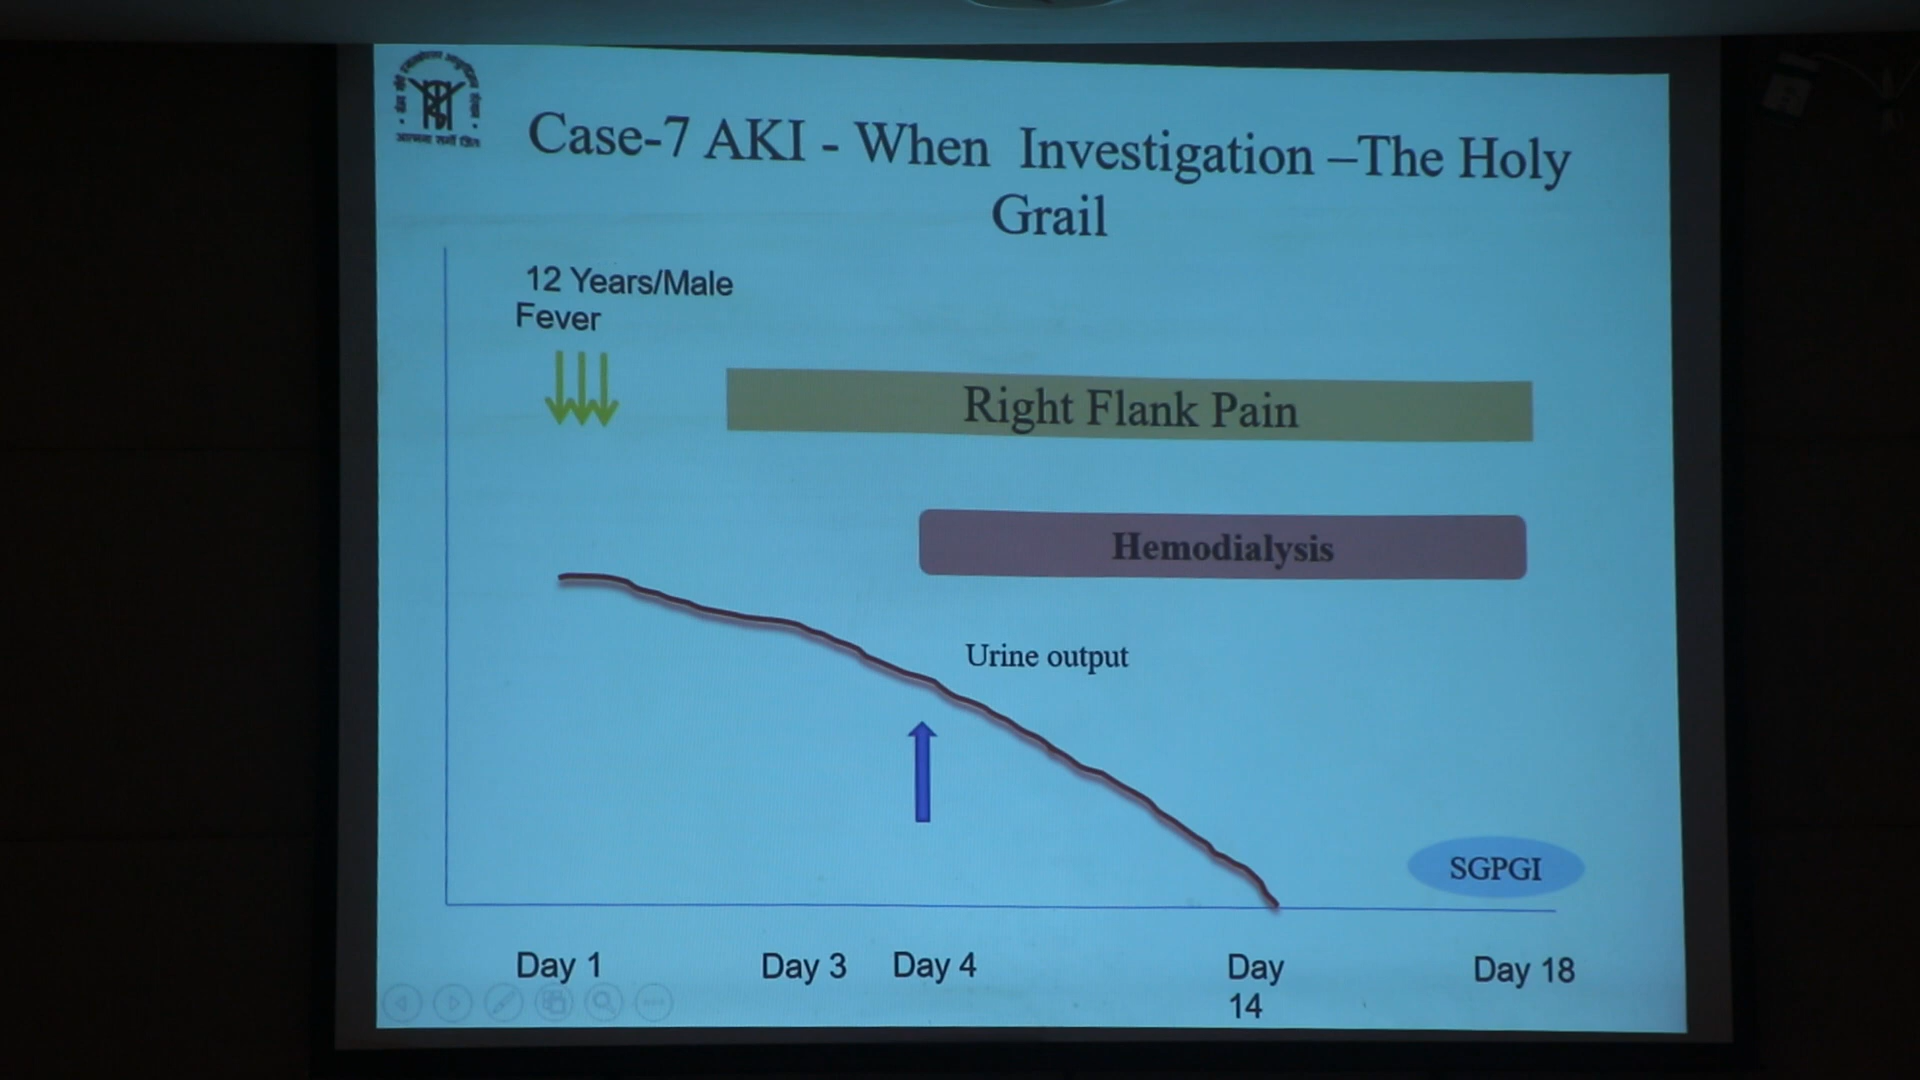 Case-7 AKI - When Investigation –The Holy
Grail
12 Years/Male
Fever
Right Flank Pain
Hemodialysis
Urine output
SGPGI
Day 1
Day 3
Day 4
Day
14
Day 18